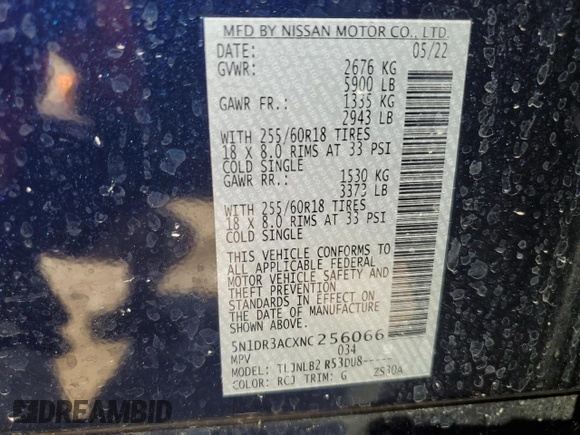 MFD BY NISSAN MOTOR CO., LTD.
DATE: 05/22
GVWR: 2676 KG
5900 LB
GAWR FR.: 1335 KG
2943 LB
WITH 255/60R18 TIRES
18 X 8.0 RIMS AT 33 PSI
COLD SINGLE
GAWR RR.: 1530 KG
3373 LB
WITH 255/60R18 TIRES
18 X 8.0 RIMS AT 33 PSI
COLD SINGLE
THIS VEHICLE CONFORMS TO
ALL APPLICABLE FEDERAL
MOTOR VEHICLE SAFETY AND
THEFT PREVENTION
STANDARDS IN EFFECT ON
THE DATE OF MANUFACTURE
SHOWN ABOVE.
5N1DR3ACXNC256066
MPV 034
MODEL: TLJNLB2 R53DU8-----
COLOR: RCJ TRIM: G ZS30A
DREAMBID